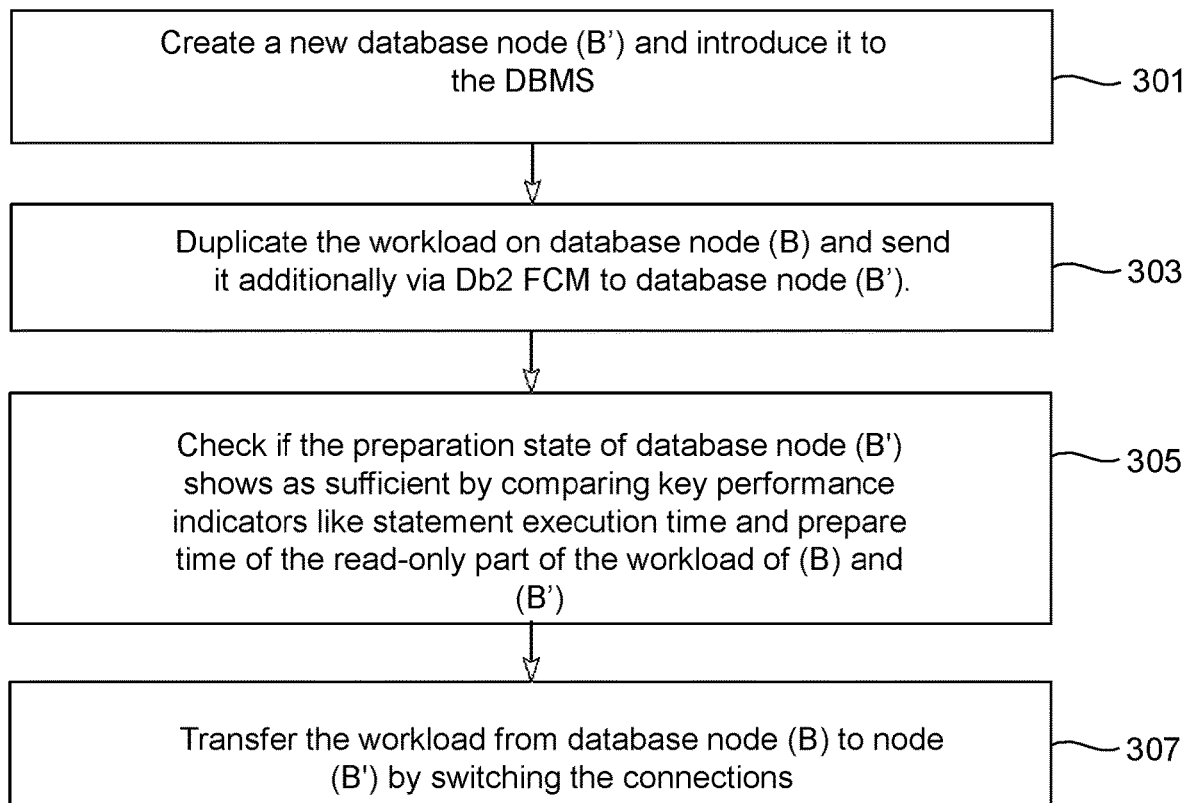 Create a new database node (B’) and introduce it to
the DBMS
301
Duplicate the workload on database node (B) and send
it additionally via Db2 FCM to database node (B’).
303
Check if the preparation state of database node (B')
shows as sufficient by comparing key performance
indicators like statement execution time and prepare
time of the read-only part of the workload of (B) and
(B’)
305
Transfer the workload from database node (B) to node
(B') by switching the connections
307